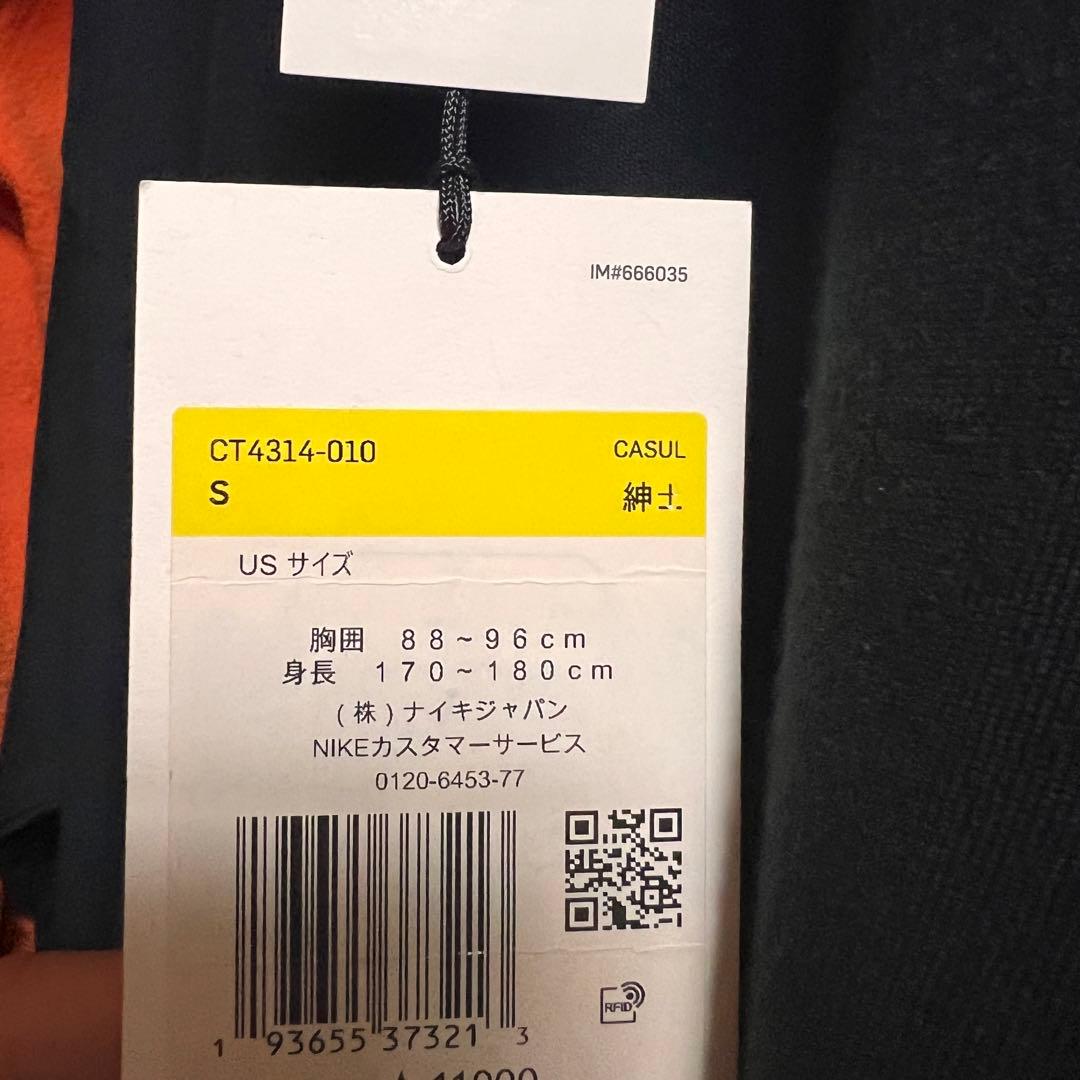 IM#666035
CT4314-010
CASUL
S
紳士
US サイズ
胸囲 88~96cm
身長 170~180cm
(株)ナイキジャパン
NIKEカスタマーサービス
0120-6453-77
RFID
1 93655 37321 3